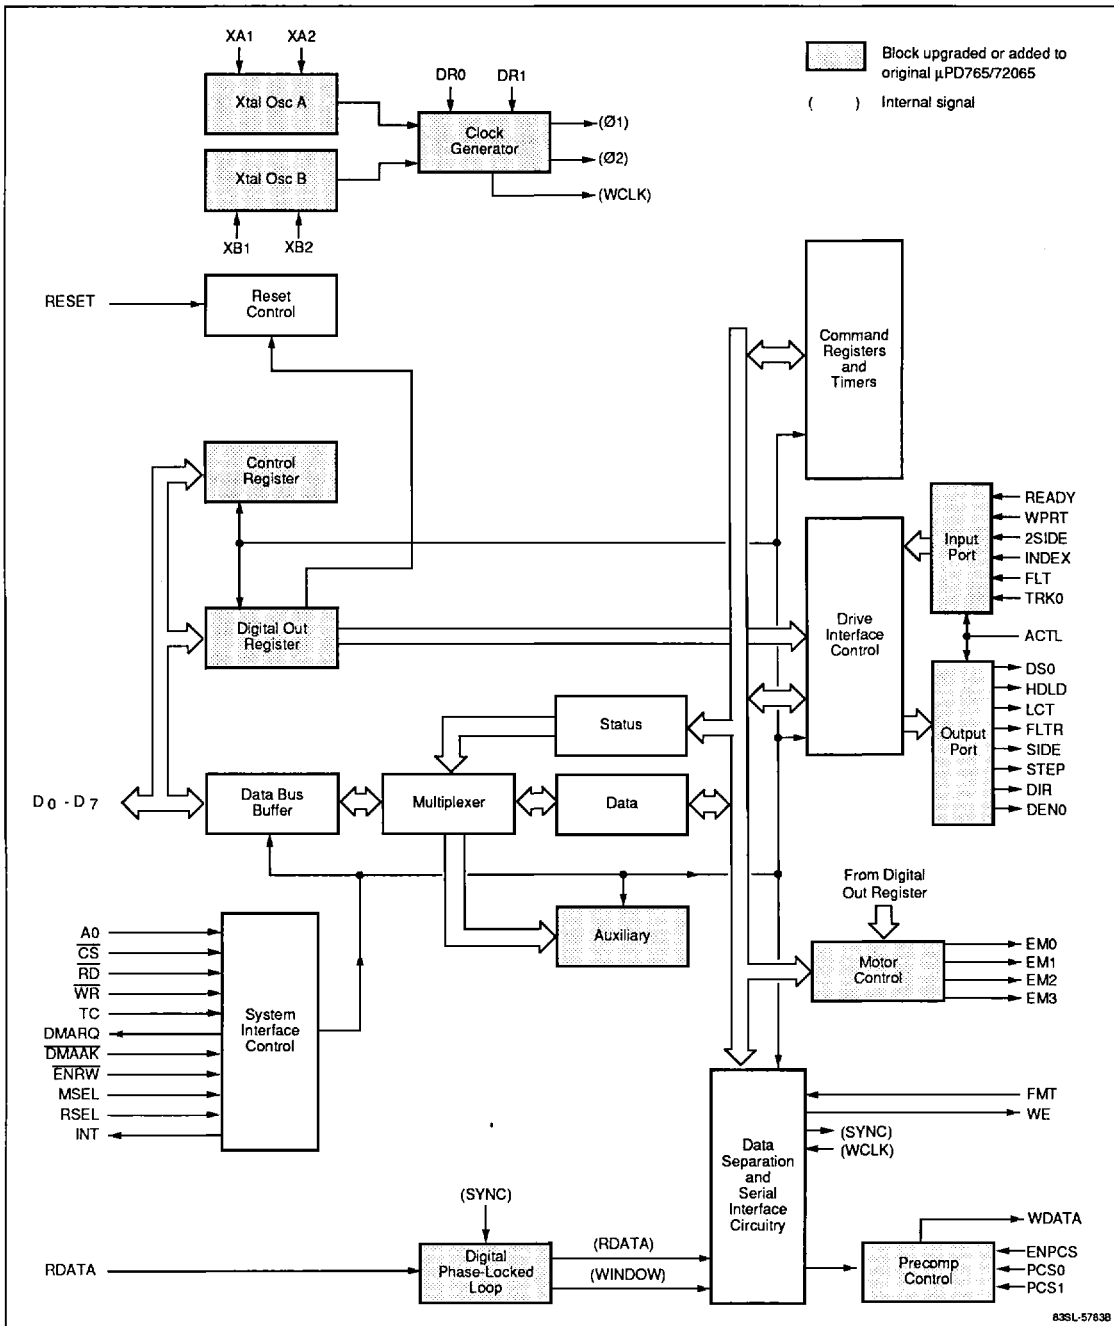 XA1 XA2
Xtal Osc A
Xtal Osc B
XB1 XB2
DR0 DR1
Clock
Generator
(Ø1)
(Ø2)
(WCLK)
Block upgraded or added to
original µPD765/72065
( ) Internal signal
RESET
Reset
Control
Command
Registers
and
Timers
Control
Register
Digital Out
Register
Drive
Interface
Control
Input
Port
READY
WPRT
2SIDE
INDEX
FLT
TRK0
ACTL
Output
Port
DS0
HDLD
LCT
FLTR
SIDE
STEP
DIR
DEN0
Status
D0 - D7
Data Bus
Buffer
Multiplexer
Data
Auxiliary
From Digital
Out Register
Motor
Control
EM0
EM1
EM2
EM3
A0
CS
RD
WR
TC
DMARQ
DMAAK
ENRW
MSEL
RSEL
INT
System
Interface
Control
Data
Separation
and
Serial
Interface
Circuitry
FMT
WE
(SYNC)
(WCLK)
(SYNC)
RDATA
Digital
Phase-Locked
Loop
(RDATA)
(WINDOW)
WDATA
Precomp
Control
ENPCS
PCS0
PCS1
83SL-5783B